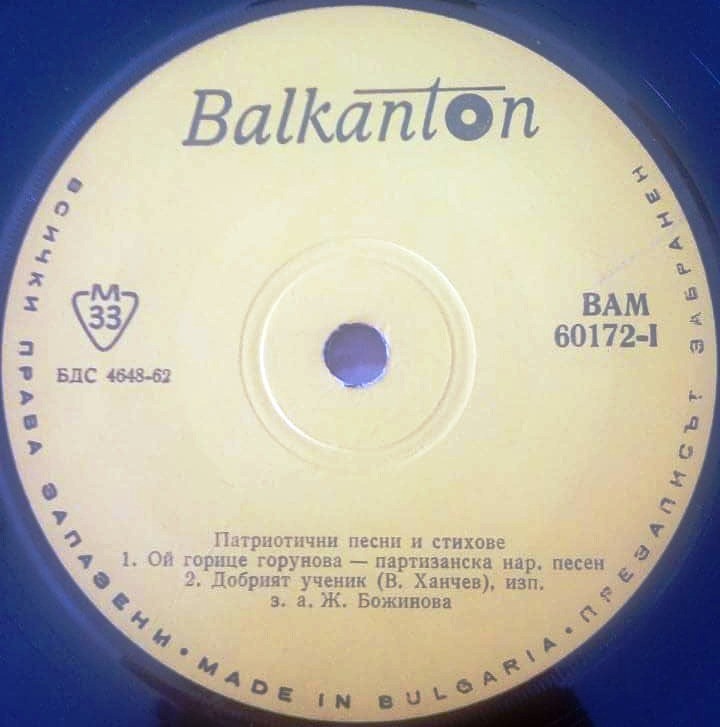 Balkanton
М
33
БДС 4648-62
ВАМ
60172-I
Патриотични песни и стихове
1. Ой горице горунова — партизанска нар. песен
2. Добрият ученик (В. Ханчев), изп.
з. а. Ж. Божинова
ВСИЧКИ ПРАВА ЗАПАЗЕНИ • MADE IN BULGARIA • ПРЕЗАПИСЪТ ЗАБРАНЕН